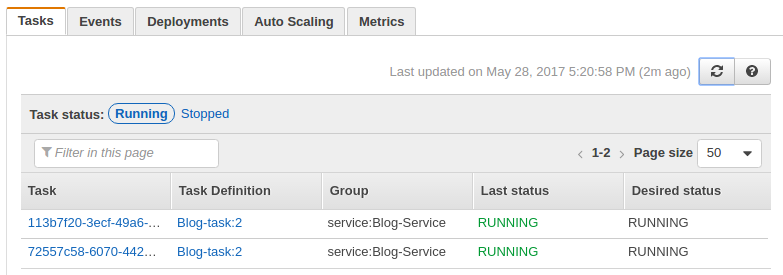 Tasks Events Deployments Auto Scaling Metrics
Last updated on May 28, 2017 5:20:58 PM (2m ago)
Task status: Running Stopped
Filter in this page 1-2 Page size 50
Task Task Definition Group Last status Desired status
113b7f20-3ecf-49a6-... Blog-task:2 service:Blog-Service RUNNING RUNNING
72557c58-6070-442... Blog-task:2 service:Blog-Service RUNNING RUNNING